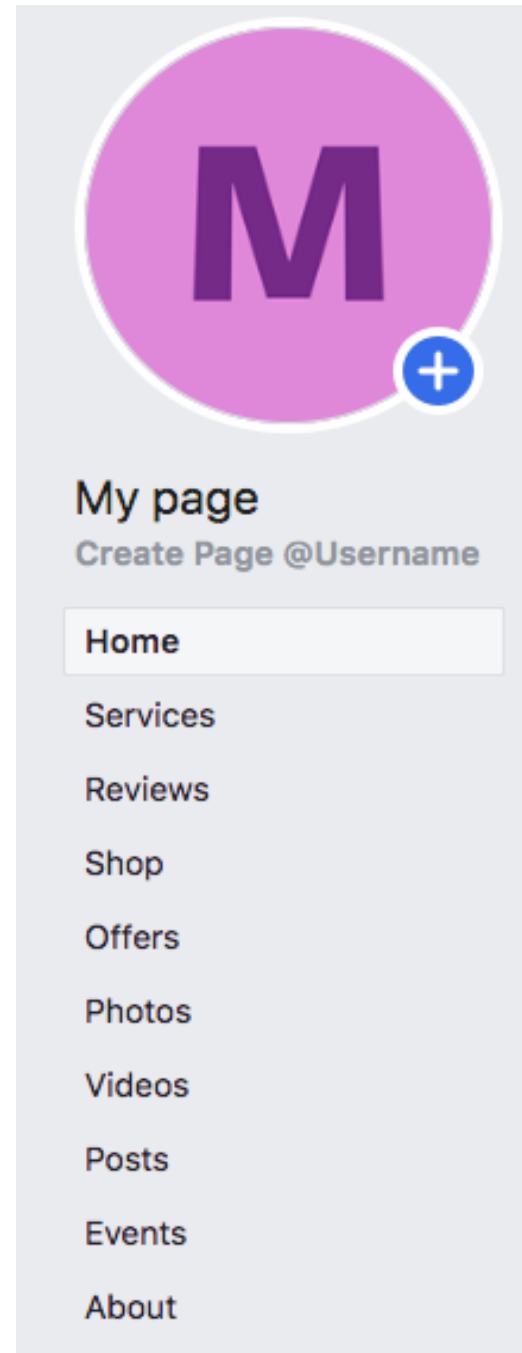 M
My page
Create Page @Username
Home
Services
Reviews
Shop
Offers
Photos
Videos
Posts
Events
About